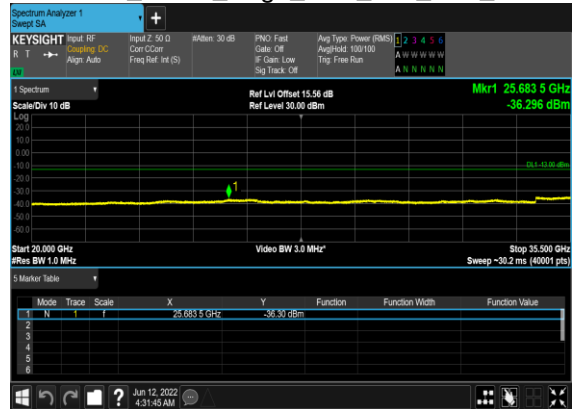 Spectrum Analyzer 1
Swept SA
+
KEYSIGHT Input: RF Input Z: 50 Ω #Atten: 30 dB PNO: Fast Avg Type: Power (RMS) 1 2 3 4 5 6
R T Coupling: DC Corr CCorr Gate: Off Avg|Hold: 100/100 A W W W W W
Align: Auto Freq Ref: Int (S) IF Gain: Low Trig: Free Run
Sig Track: Off A N N N N N
1 Spectrum Ref Lvl Offset 15.56 dB Mkr1 25.683 5 GHz
Scale/Div 10 dB Ref Level 30.00 dBm -36.296 dBm
Log
20.0
10.0
0.00
-10.0
DL1 -13.00 dBm
-20.0
-30.0
1
-40.0
-50.0
-60.0
Start 20.000 GHz Video BW 3.0 MHz* Stop 35.500 GHz
#Res BW 1.0 MHz Sweep ~30.2 ms (40001 pts)
5 Marker Table
Mode Trace Scale X Y Function Function Width Function Value
1 N 1 f 25.683 5 GHz -36.30 dBm
2
3
4
5
6
? Jun 12, 2022
4:31:45 AM